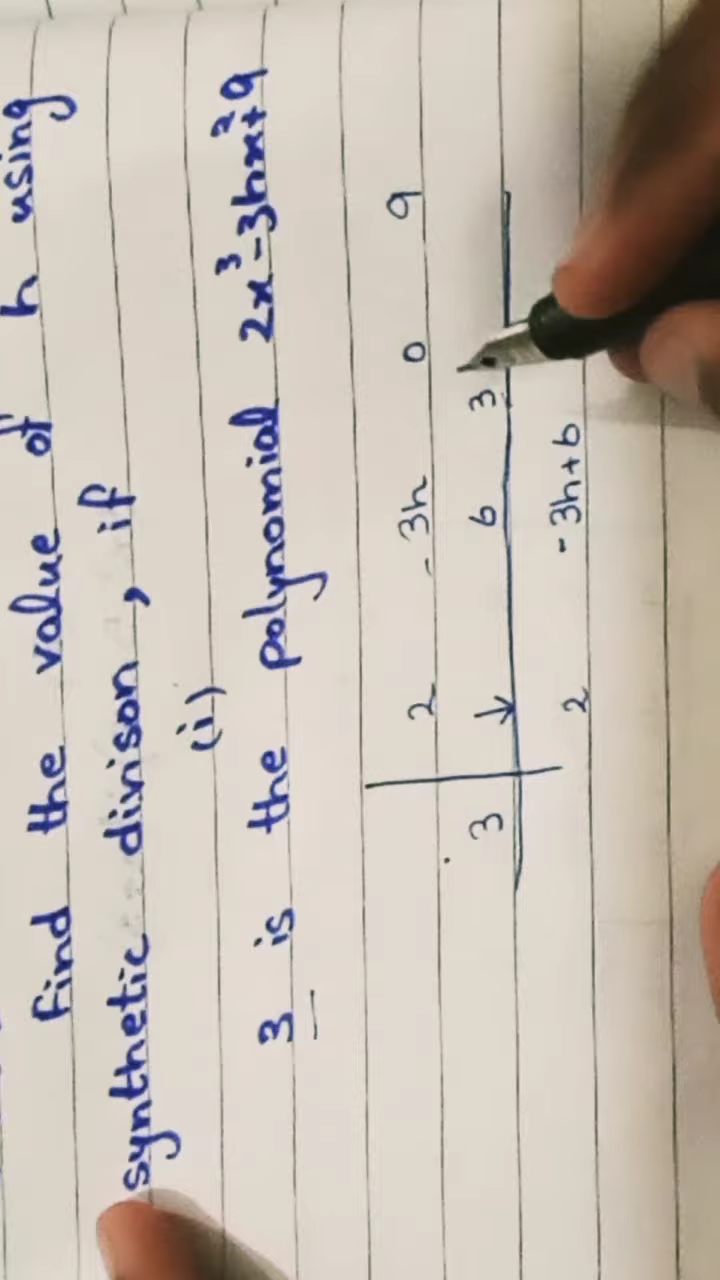 find the value of h using
synthetic divison, if
(i)
3 is the polynomial 2x³-3hx²+9
2 -3h 0 9
3 ↓ 6 3
2 -3h+6